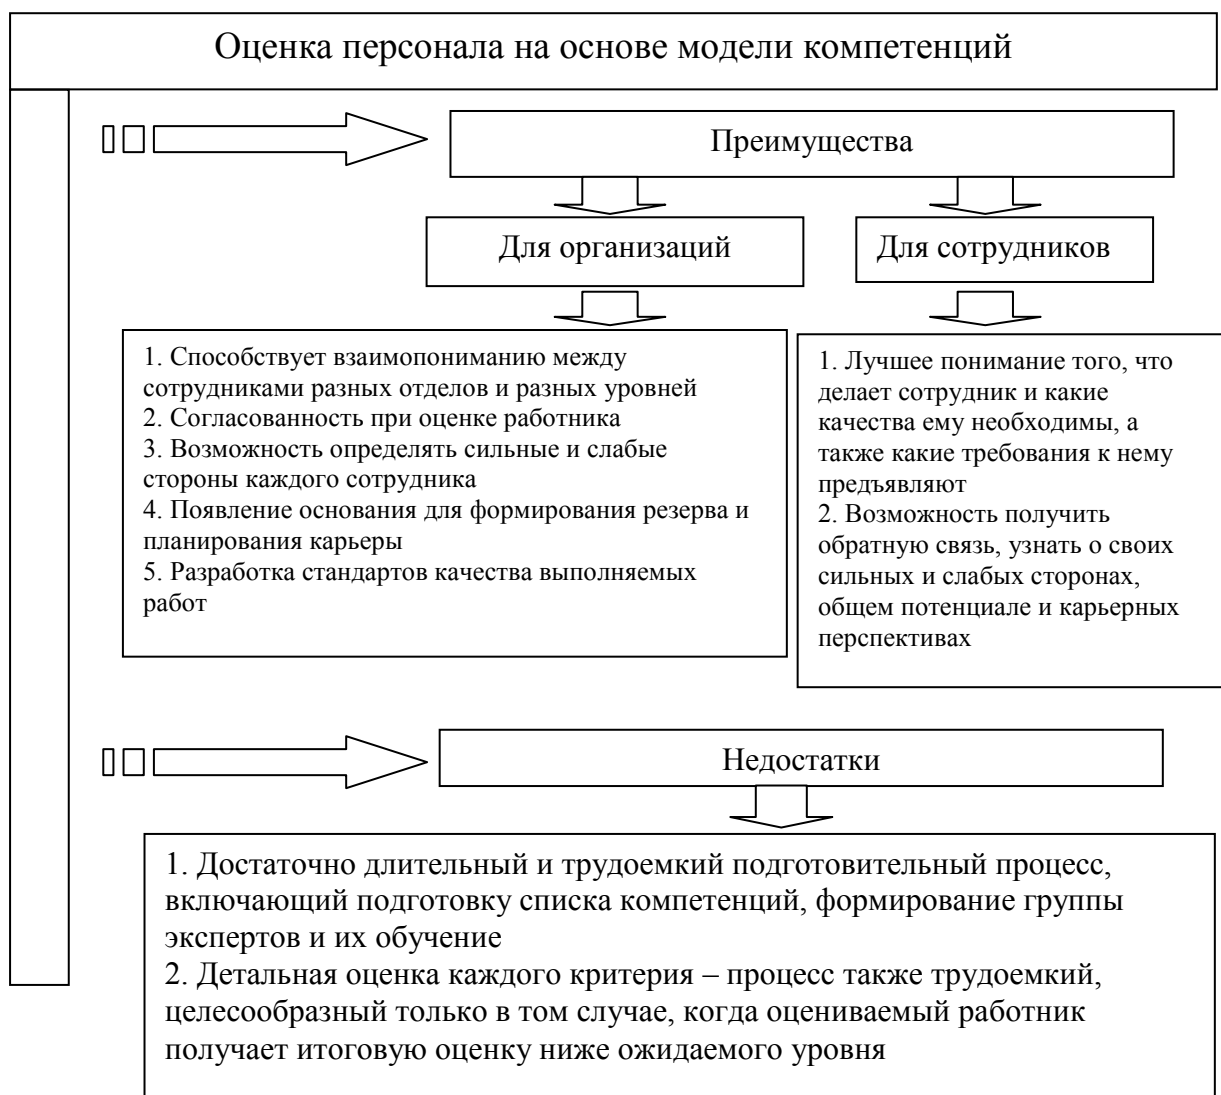 Оценка персонала на основе модели компетенций
Преимущества
Для организаций
Для сотрудников
1. Способствует взаимопониманию между
сотрудниками разных отделов и разных уровней
2. Согласованность при оценке работника
3. Возможность определять сильные и слабые
стороны каждого сотрудника
4. Появление основания для формирования резерва и
планирования карьеры
5. Разработка стандартов качества выполняемых
работ
1. Лучшее понимание того, что
делает сотрудник и какие
качества ему необходимы, а
также какие требования к нему
предъявляют
2. Возможность получить
обратную связь, узнать о своих
сильных и слабых сторонах,
общем потенциале и карьерных
перспективах
Недостатки
1. Достаточно длительный и трудоемкий подготовительный процесс,
включающий подготовку списка компетенций, формирование группы
экспертов и их обучение
2. Детальная оценка каждого критерия – процесс также трудоемкий,
целесообразный только в том случае, когда оцениваемый работник
получает итоговую оценку ниже ожидаемого уровня